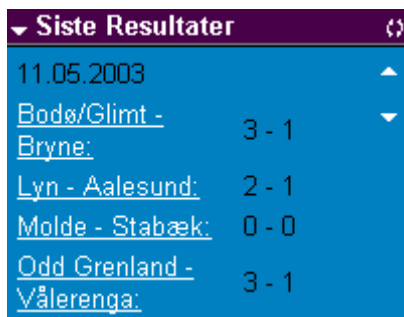 Siste Resultater
11.05.2003
Bodø/Glimt -
Bryne: 3 - 1
Lyn - Aalesund: 2 - 1
Molde - Stabæk: 0 - 0
Odd Grenland -
Vålerenga: 3 - 1